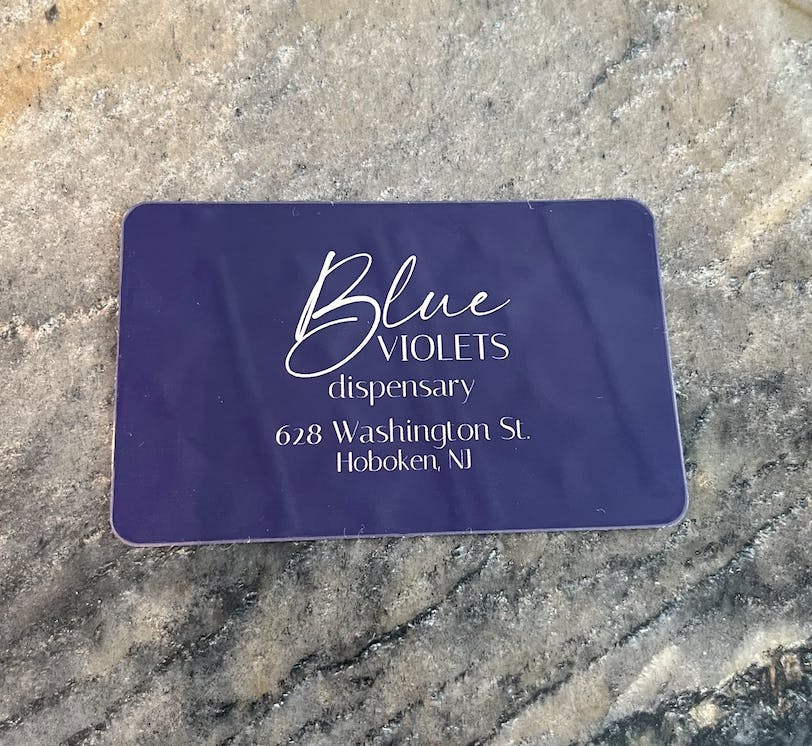 Blue
VIOLETS
dispensary
628 Washington St.
Hoboken, NJ